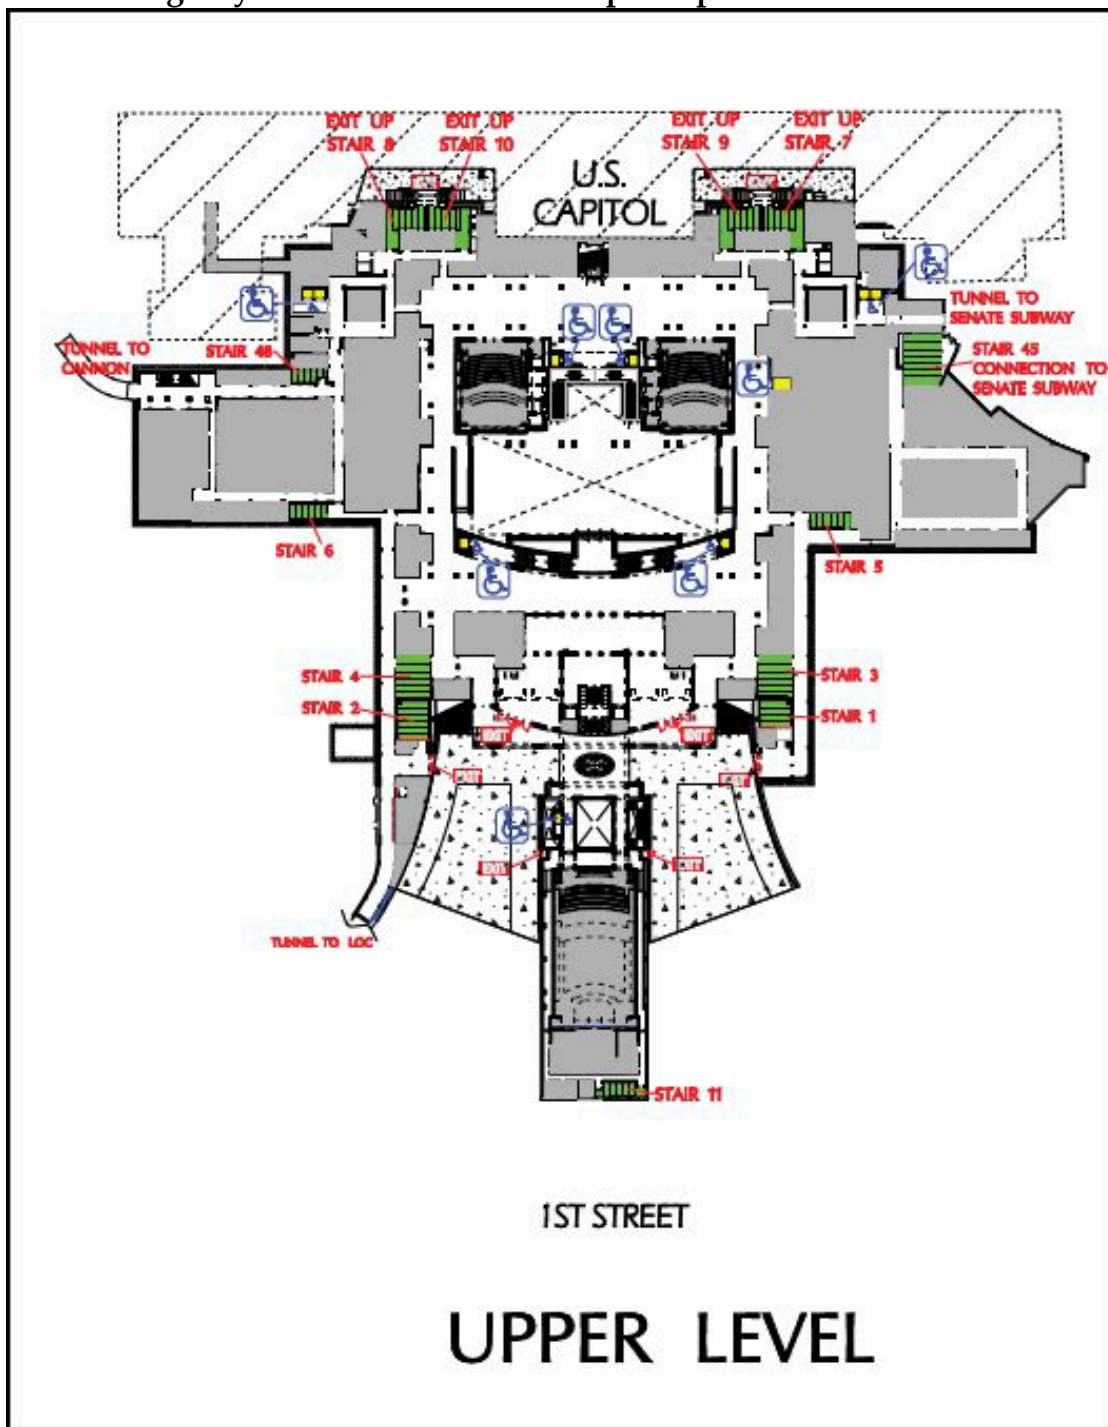 EXIT UP
STAIR 8
EXIT UP
STAIR 10
EXIT UP
STAIR 9
EXIT UP
STAIR 7
U.S.
CAPITOL
TUNNEL TO
SENATE SUBWAY
TUNNEL TO
CANNON
STAIR 46
STAIR 45
CONNECTION TO
SENATE SUBWAY
STAIR 6
STAIR 5
STAIR 4
STAIR 3
STAIR 2
STAIR 1
EXIT
EXIT
EXIT
EXIT
EXIT
EXIT
TUNNEL TO LOC
STAIR 11
1ST STREET
UPPER LEVEL